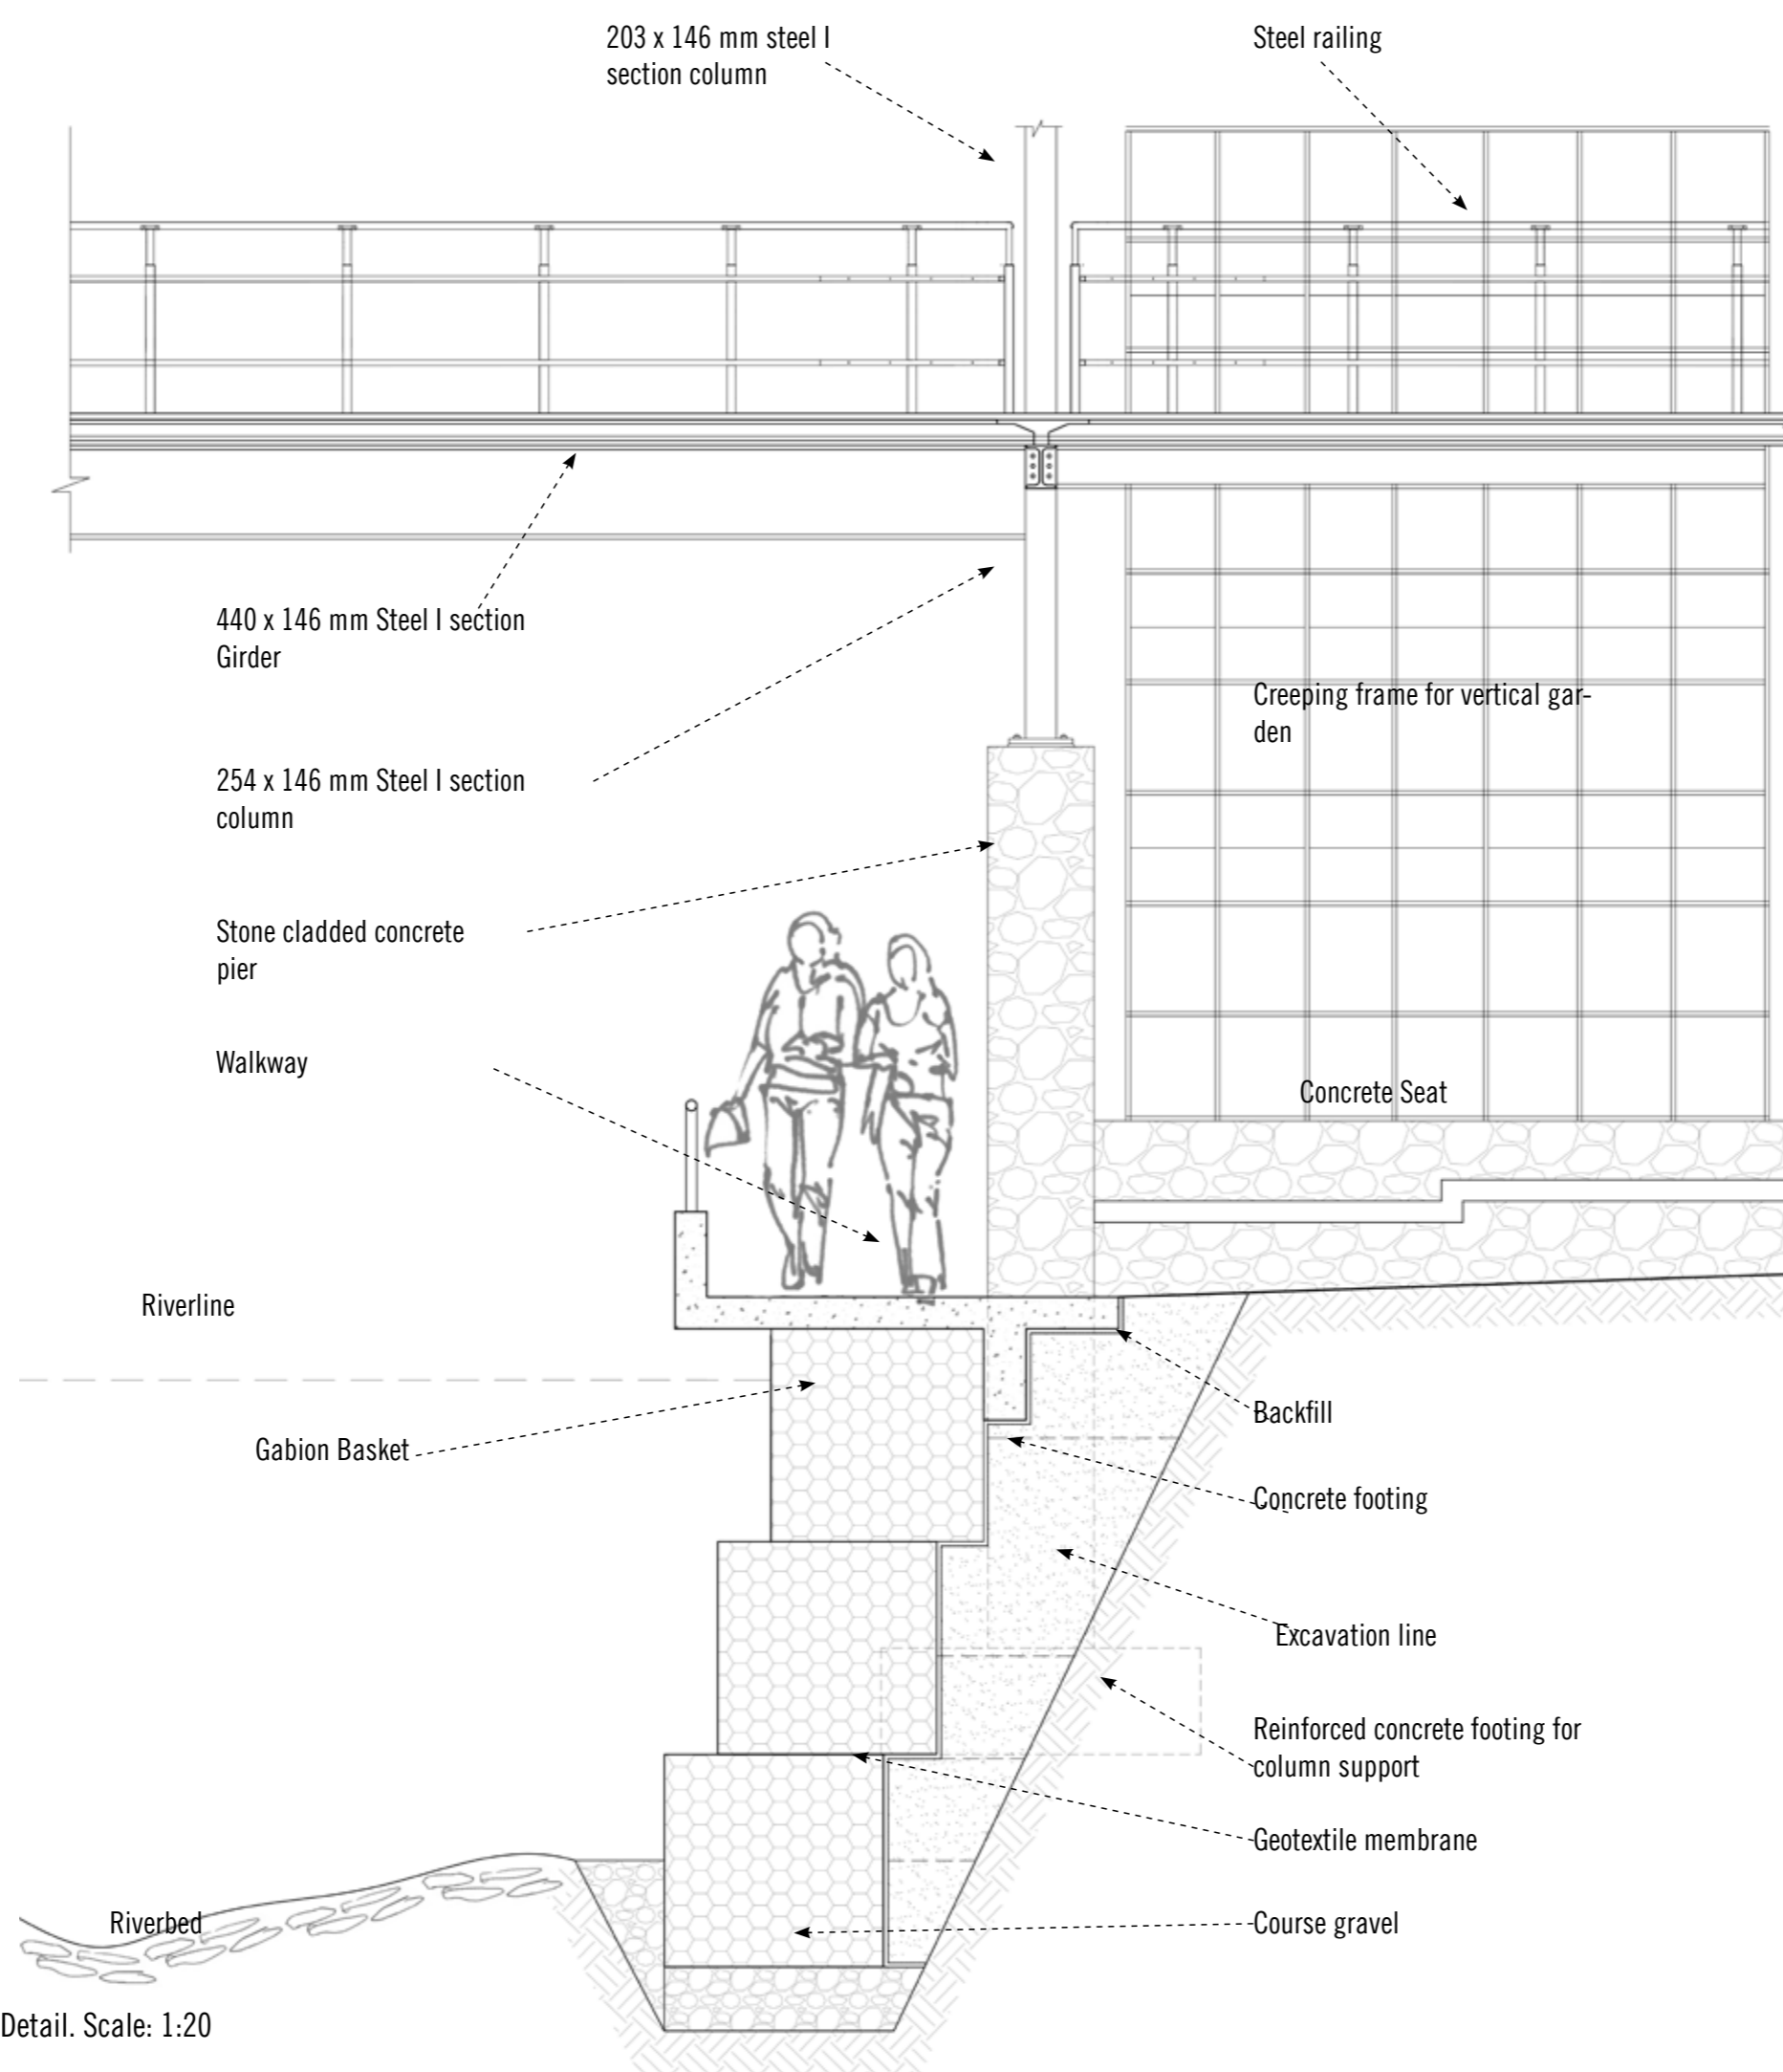 203 x 146 mm steel I
section column
Steel railing
440 x 146 mm Steel I section
Girder
Creeping frame for vertical gar-
den
254 x 146 mm Steel I section
column
Stone cladded concrete
pier
Walkway
Concrete Seat
Riverline
Backfill
Gabion Basket
Concrete footing
Excavation line
Reinforced concrete footing for
column support
Geotextile membrane
Riverbed
Course gravel
Detail. Scale: 1:20